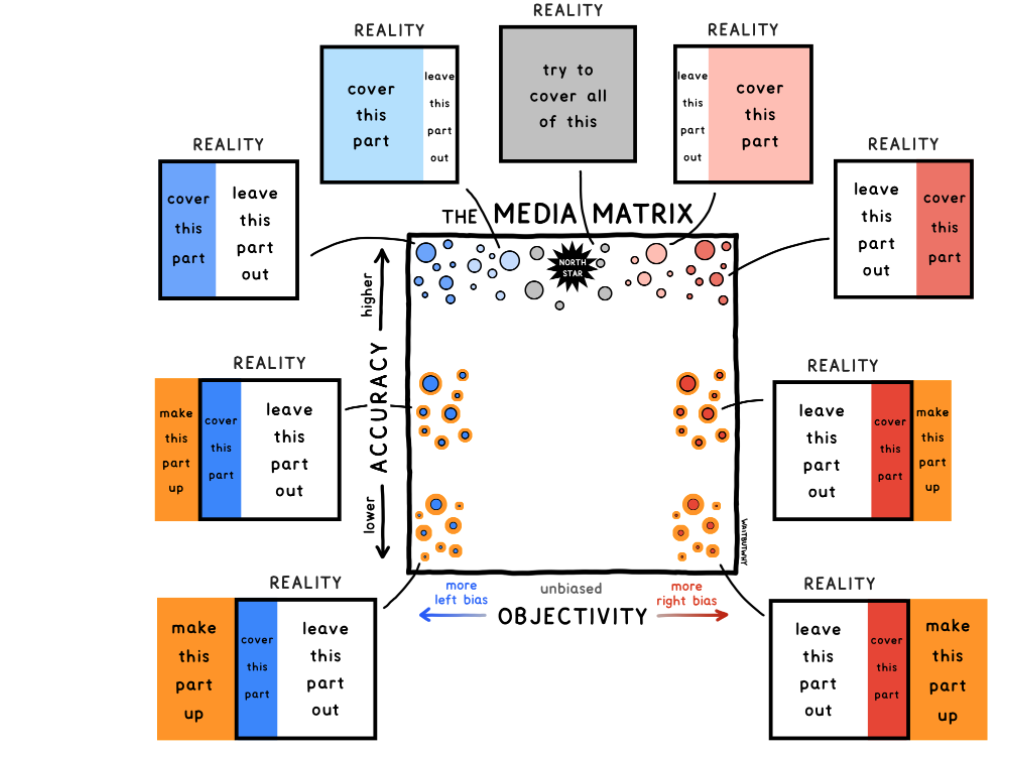 REALITY
try to
cover all
of this
REALITY
cover
this
part
leave
this
part
out
REALITY
leave
this
part
out
cover
this
part
REALITY
cover
this
part
leave
this
part
out
REALITY
leave
this
part
out
cover
this
part
THE MEDIA MATRIX
NORTH
STAR
higher
ACCURACY
lower
REALITY
make
this
part
up
cover
this
part
leave
this
part
out
REALITY
leave
this
part
out
cover
this
part
make
this
part
up
WAITBUTWHY
more
left bias
unbiased
more
right bias
OBJECTIVITY
REALITY
make
this
part
up
cover
this
part
leave
this
part
out
REALITY
leave
this
part
out
cover
this
part
make
this
part
up